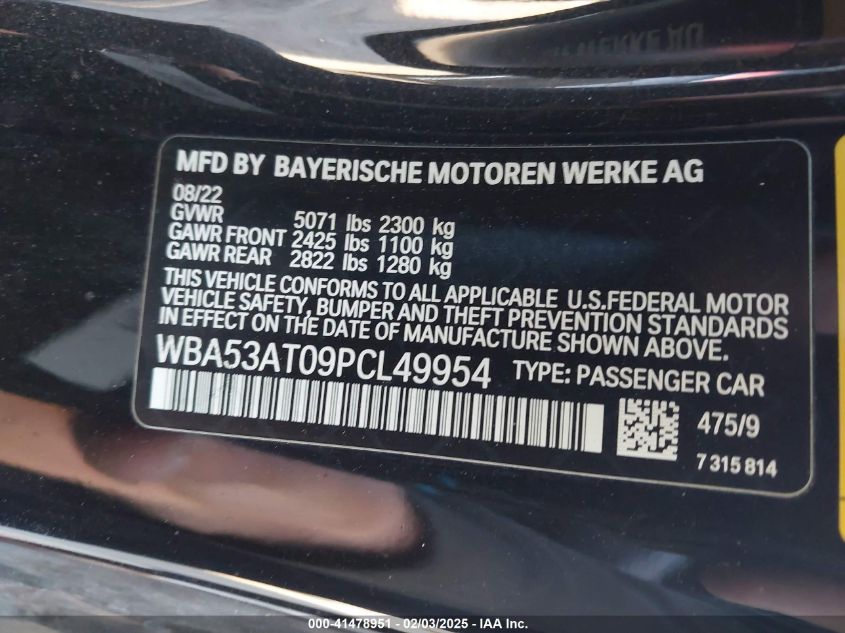 MFD BY BAYERISCHE MOTOREN WERKE AG
08/22
GVWR 5071 lbs 2300 kg
GAWR FRONT 2425 lbs 1100 kg
GAWR REAR 2822 lbs 1280 kg
THIS VEHICLE CONFORMS TO ALL APPLICABLE U.S.FEDERAL MOTOR
VEHICLE SAFETY, BUMPER AND THEFT PREVENTION STANDARDS
IN EFFECT ON THE DATE OF MANUFACTURE SHOWN ABOVE.
WBA53AT09PCL49954 TYPE: PASSENGER CAR
475/9
7 315 814
000-41478951 - 02/03/2025 - © IAA Inc.